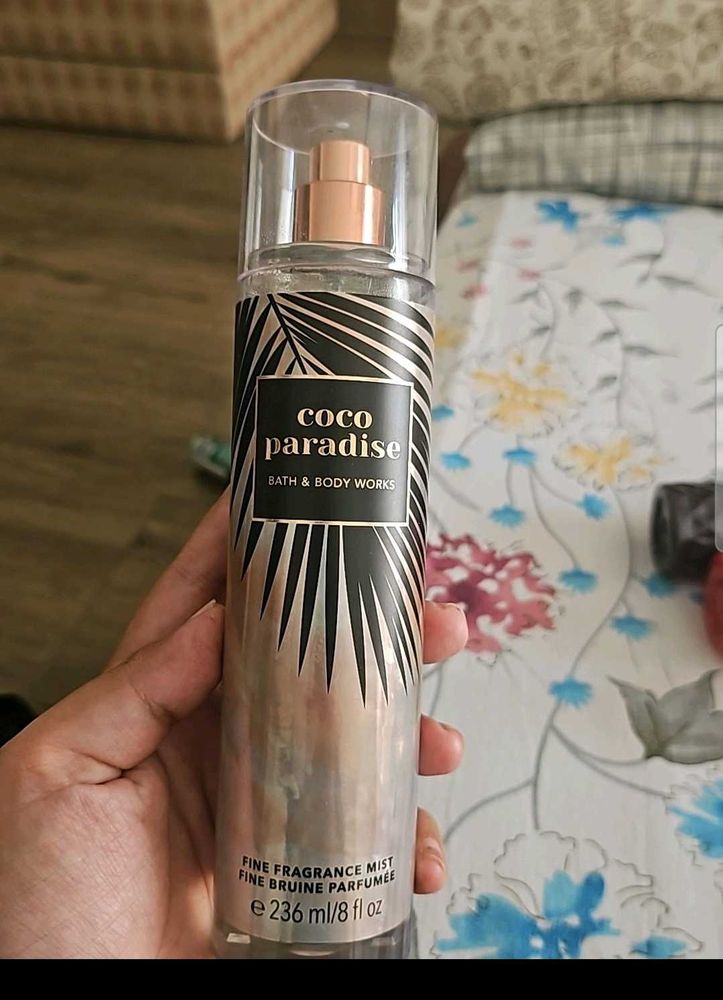 coco
paradise
BATH & BODY WORKS
FINE FRAGRANCE MIST
FINE BRUINE PARFUMÉE
e 236 ml/8 fl oz